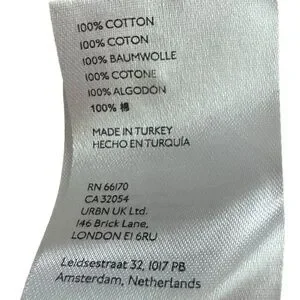 100% COTTON
100% COTON
100% BAUMWOLLE
100% COTONE
100% ALGODÓN
100% 棉
MADE IN TURKEY
HECHO EN TURQUÍA
RN 66170
CA 32054
URBN UK Ltd.
146 Brick Lane,
LONDON E1 6RU
Leidsestraat 32, 1017 PB
Amsterdam, Netherlands